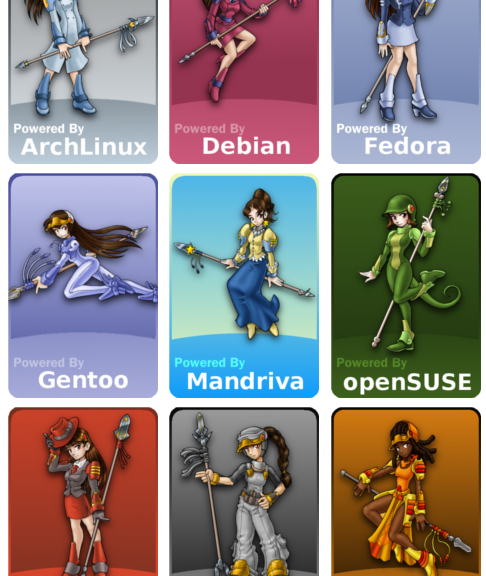 Powered By
ArchLinux
Powered By
Debian
Powered By
Fedora
Powered By
Gentoo
Powered By
Mandriva
Powered By
openSUSE